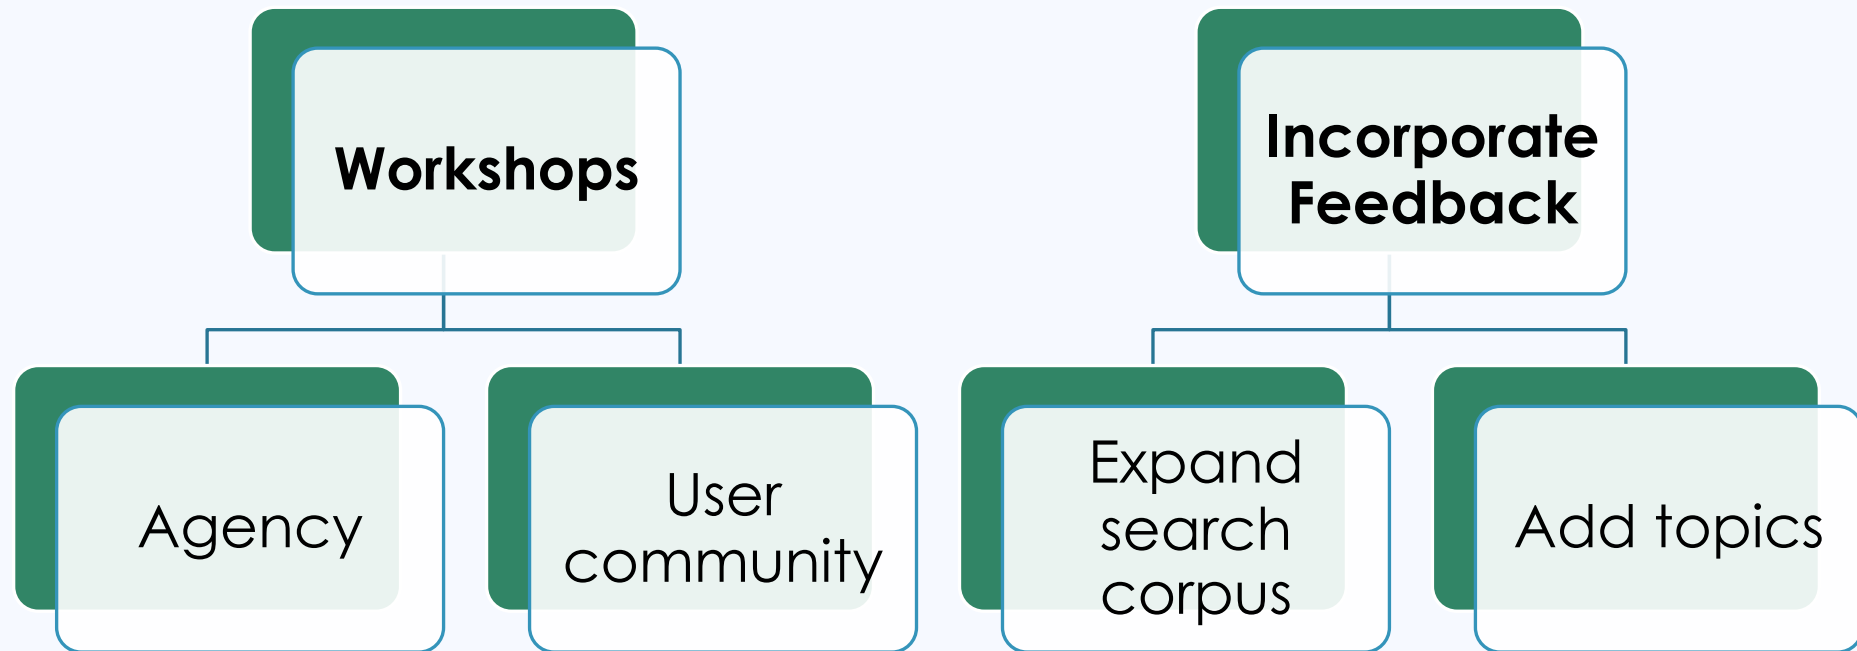 Workshops
Incorporate
Feedback
Agency
User
community
Expand
search
corpus
Add topics